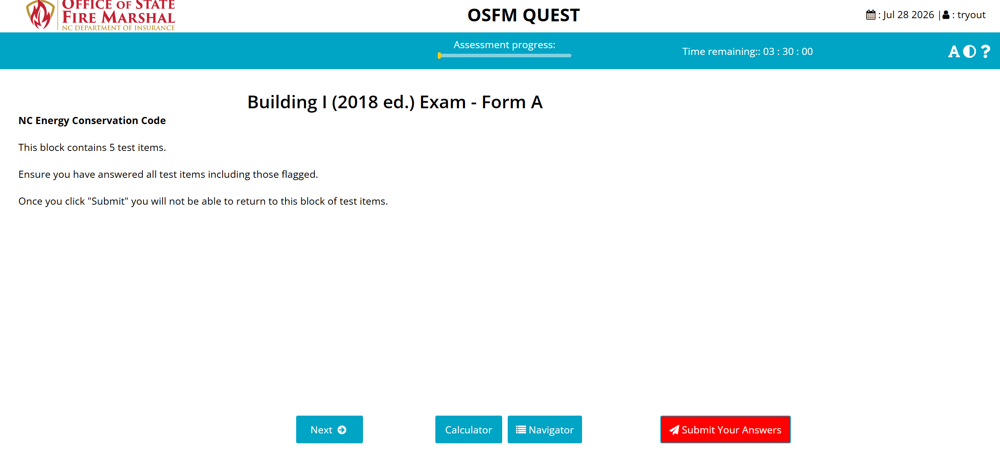 OFFICE OF STATE
FIRE MARSHAL
NC DEPARTMENT OF INSURANCE
OSFM QUEST
: Jul 28 2026 | : tryout
Assessment progress:
Time remaining:: 03 : 30 : 00
A ?
Building I (2018 ed.) Exam - Form A
NC Energy Conservation Code
This block contains 5 test items.
Ensure you have answered all test items including those flagged.
Once you click "Submit" you will not be able to return to this block of test items.
Next
Calculator
Navigator
Submit Your Answers